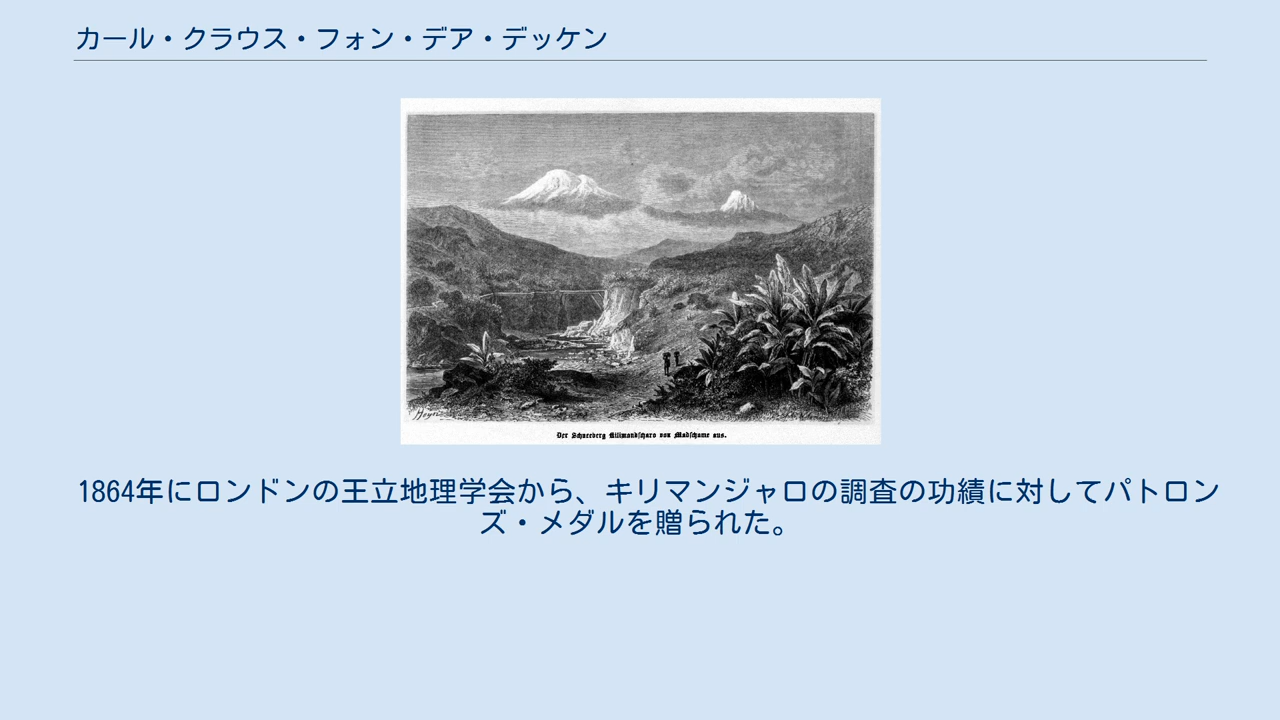 カール・クラウス・フォン・デア・デッケン
Heyn
Der Schneeberg Kilimandscharo von Madschame aus.
1864年にロンドンの王立地理学会から、キリマンジャロの調査の功績に対してパトロン
ズ・メダルを贈られた。